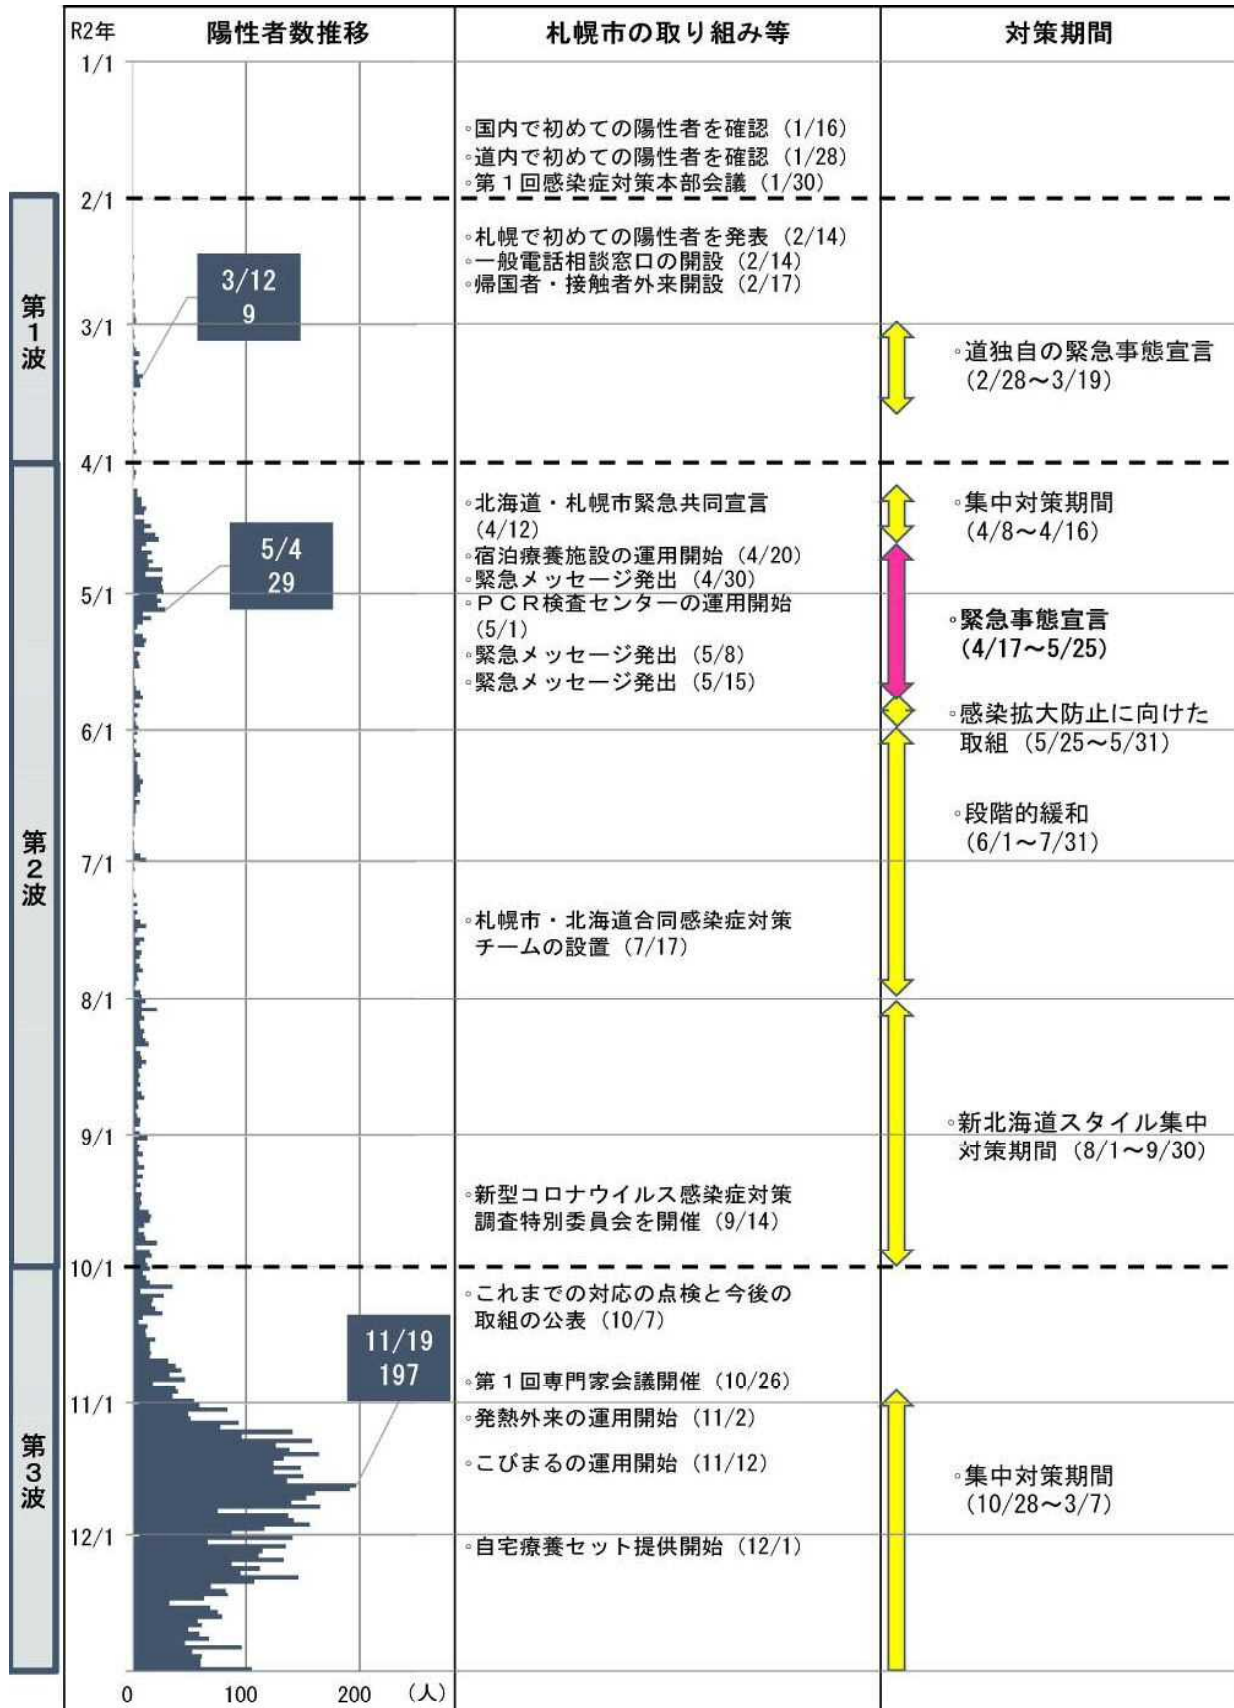 R2年
陽性者数推移
札幌市の取り組み等
対策期間
1/1
◦国内で初めての陽性者を確認（1/16）
◦道内で初めての陽性者を確認（1/28）
◦第１回感染症対策本部会議（1/30）
2/1
◦札幌で初めての陽性者を発表（2/14）
◦一般電話相談窓口の開設（2/14）
◦帰国者・接触者外来開設（2/17）
第１波
3/12
9
3/1
◦道独自の緊急事態宣言
（2/28～3/19）
4/1
◦北海道・札幌市緊急共同宣言
（4/12）
◦宿泊療養施設の運用開始（4/20）
◦緊急メッセージ発出（4/30）
◦ＰＣＲ検査センターの運用開始
（5/1）
◦緊急メッセージ発出（5/8）
◦緊急メッセージ発出（5/15）
◦集中対策期間
（4/8～4/16）
5/4
29
5/1
◦緊急事態宣言
（4/17～5/25）
◦感染拡大防止に向けた
取組（5/25～5/31）
6/1
◦段階的緩和
（6/1～7/31）
第２波
7/1
◦札幌市・北海道合同感染症対策
チームの設置（7/17）
8/1
9/1
◦新北海道スタイル集中
対策期間（8/1～9/30）
◦新型コロナウイルス感染症対策
調査特別委員会を開催（9/14）
10/1
◦これまでの対応の点検と今後の
取組の公表（10/7）
11/19
197
◦第１回専門家会議開催（10/26）
11/1
◦発熱外来の運用開始（11/2）
◦こびまるの運用開始（11/12）
第３波
◦集中対策期間
（10/28～3/7）
12/1
◦自宅療養セット提供開始（12/1）
0
100
200
（人）